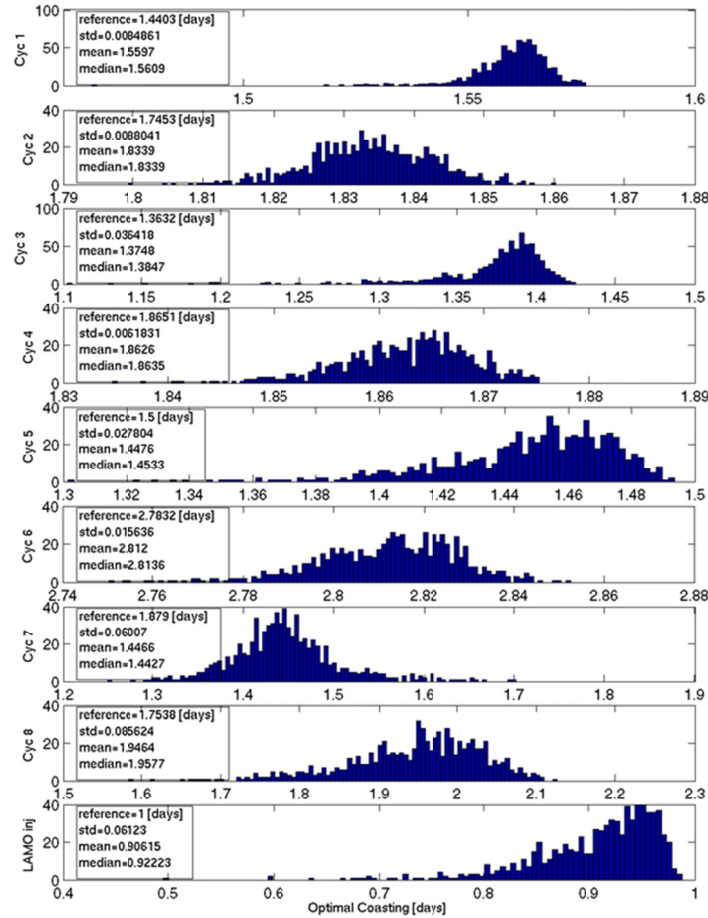 100
50
0
Cyc 1
reference=1.4403 [days]
std=0.0084861
mean=1.5597
median=1.5609
1.5 1.55 1.6
40
20
0
Cyc 2
reference=1.7453 [days]
std=0.0088041
mean=1.8339
median=1.8339
1.79 1.8 1.81 1.82 1.83 1.84 1.85 1.86 1.87 1.88
100
50
0
Cyc 3
reference=1.3632 [days]
std=0.036418
mean=1.3748
median=1.3847
1.1 1.15 1.2 1.25 1.3 1.35 1.4 1.45 1.5
40
20
0
Cyc 4
reference=1.8651 [days]
std=0.0061831
mean=1.8626
median=1.8635
1.83 1.84 1.85 1.86 1.87 1.88 1.89
40
20
0
Cyc 5
reference=1.5 [days]
std=0.027804
mean=1.4476
median=1.4533
1.3 1.32 1.34 1.36 1.38 1.4 1.42 1.44 1.46 1.48 1.5
40
20
0
Cyc 6
reference=2.7832 [days]
std=0.015636
mean=2.812
median=2.8136
2.74 2.76 2.78 2.8 2.82 2.84 2.86 2.88
40
20
0
Cyc 7
reference=1.879 [days]
std=0.06007
mean=1.4466
median=1.4427
1.2 1.3 1.4 1.5 1.6 1.7 1.8 1.9
40
20
0
Cyc 8
reference=1.7538 [days]
std=0.085624
mean=1.9464
median=1.9577
1.5 1.6 1.7 1.8 1.9 2 2.1 2.2 2.3
40
20
0
LAMO inj
reference=1 [days]
std=0.06123
mean=0.90615
median=0.92223
0.4 0.5 0.6 0.7 0.8 0.9 1
Optimal Coasting [days]